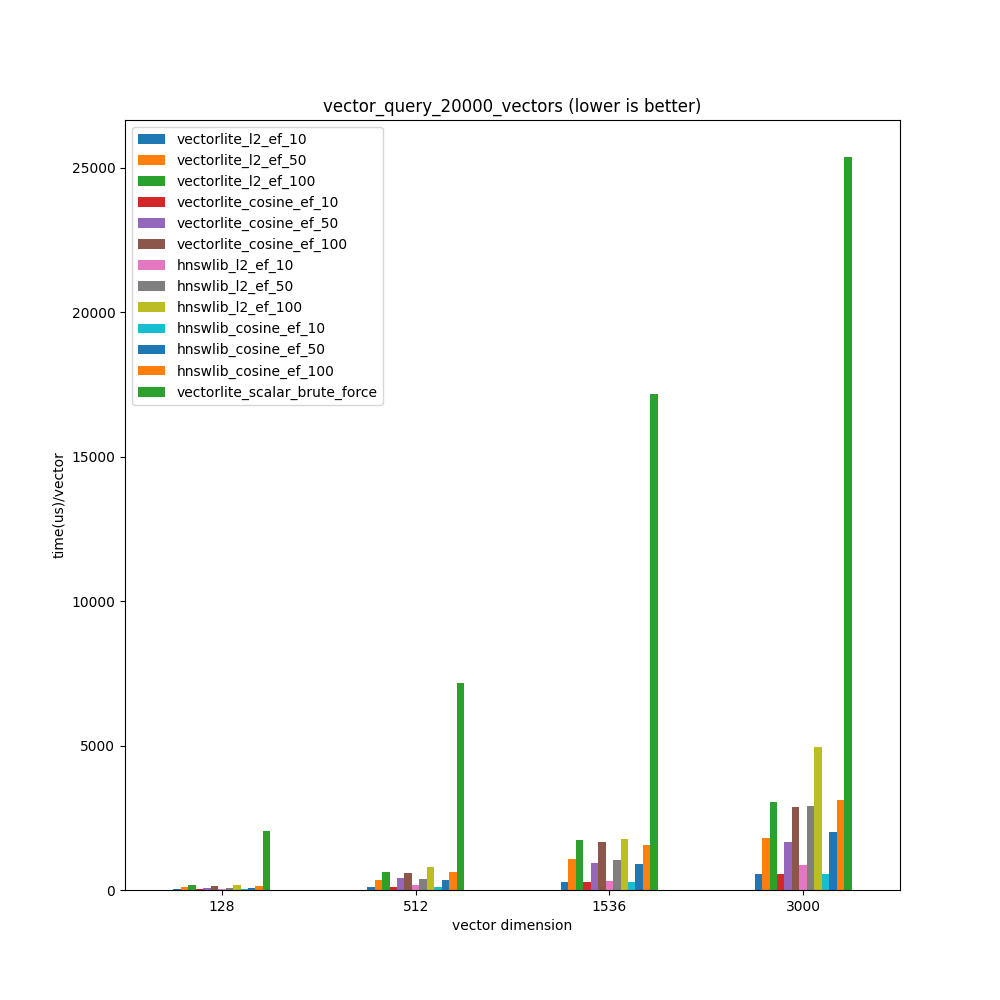 vector_query_20000_vectors (lower is better)
vectorlite_l2_ef_10
vectorlite_l2_ef_50
vectorlite_l2_ef_100
vectorlite_cosine_ef_10
vectorlite_cosine_ef_50
vectorlite_cosine_ef_100
hnswlib_l2_ef_10
hnswlib_l2_ef_50
hnswlib_l2_ef_100
hnswlib_cosine_ef_10
hnswlib_cosine_ef_50
hnswlib_cosine_ef_100
vectorlite_scalar_brute_force
time(us)/vector
25000
20000
15000
10000
5000
0
128 512 1536 3000
vector dimension